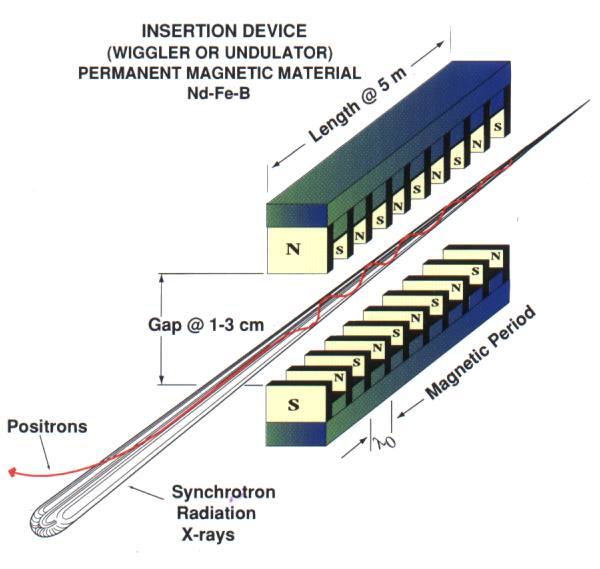 INSERTION DEVICE
(WIGGLER OR UNDULATOR)
PERMANENT MAGNETIC MATERIAL
Nd-Fe-B
Length @ 5 m
N S N S N S N S N S
Gap @ 1-3 cm
S N S N S N S N S N
Magnetic Period
λ0
Positrons
Synchrotron
Radiation
X-rays